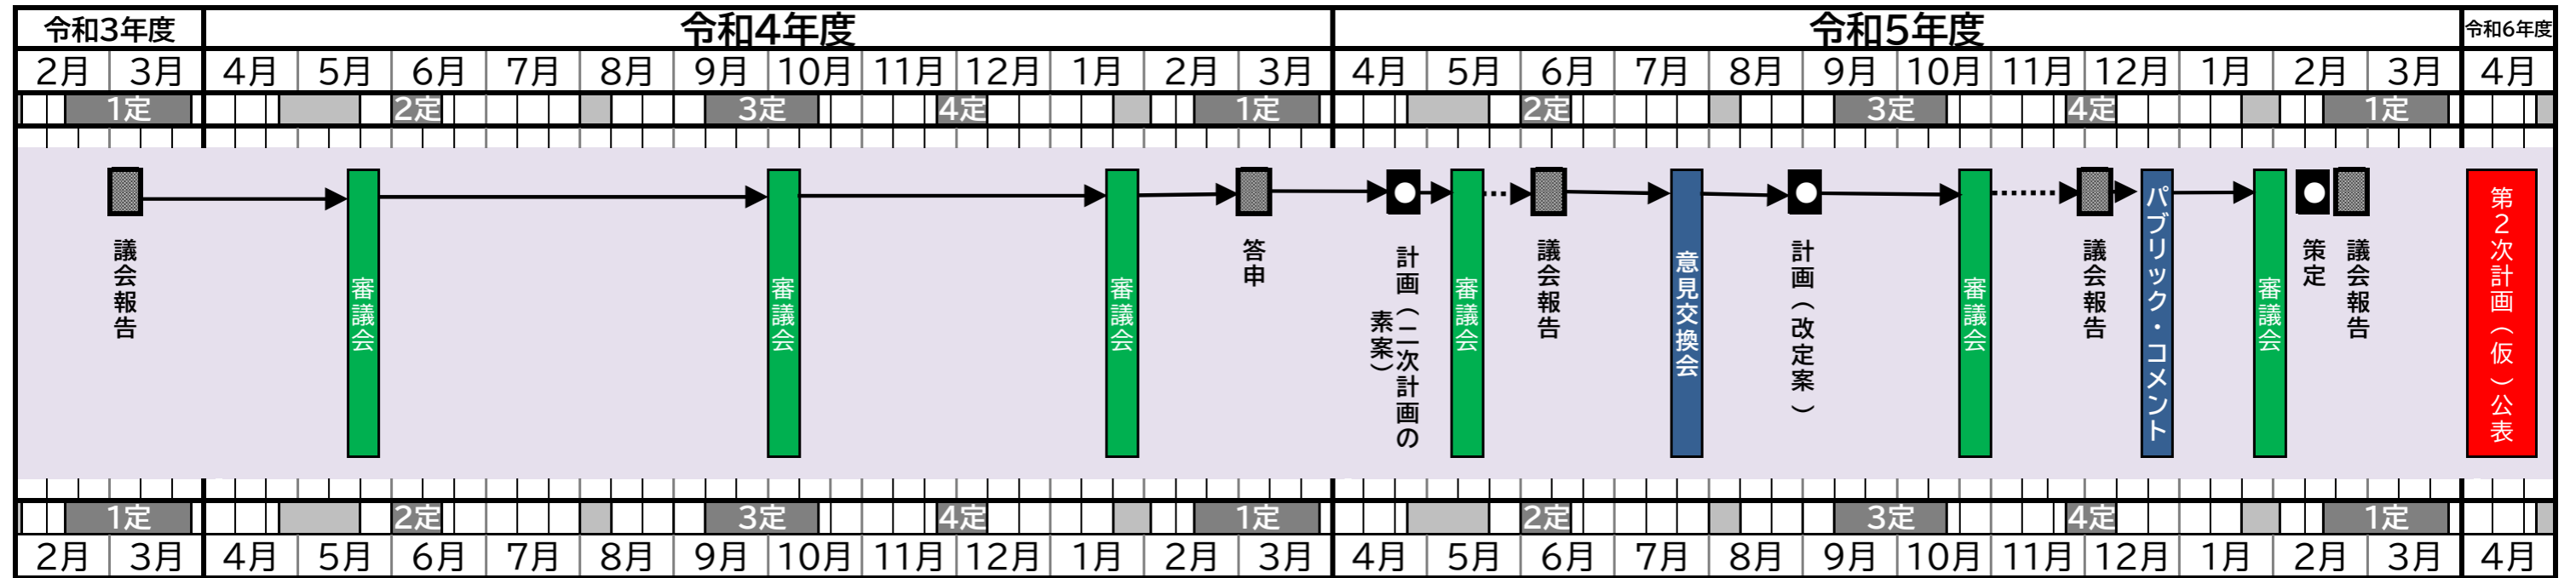 令和3年度 令和4年度 令和5年度 令和6年度
2月 3月 4月 5月 6月 7月 8月 9月 10月 11月 12月 1月 2月 3月 4月 5月 6月 7月 8月 9月 10月 11月 12月 1月 2月 3月 4月
1定 2定 3定 4定 1定 2定 3定 4定 1定
議会報告
審議会
審議会
審議会
答申
計画（二次計画の
素案）
審議会
議会報告
意見交換会
計画（改定案）
審議会
議会報告
パブリック・コメント
審議会
策定
議会報告
第2次計画（仮）公表
1定 2定 3定 4定 1定 2定 3定 4定 1定
2月 3月 4月 5月 6月 7月 8月 9月 10月 11月 12月 1月 2月 3月 4月 5月 6月 7月 8月 9月 10月 11月 12月 1月 2月 3月 4月